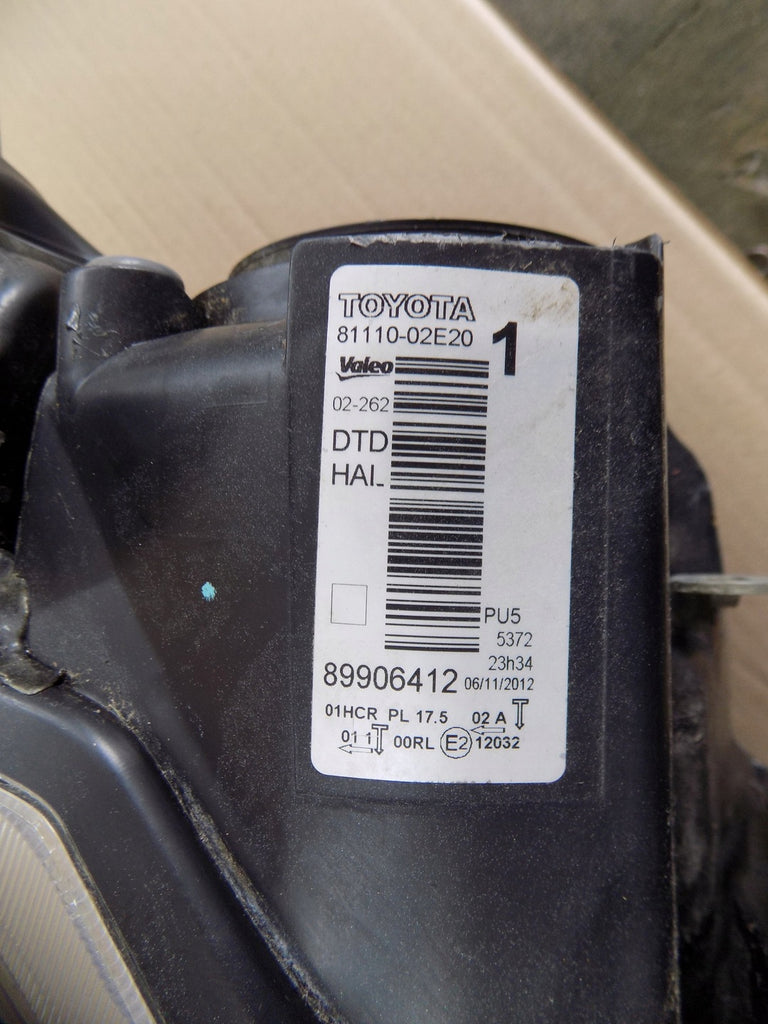 TOYOTA
81110-02E20
1
Valeo
02-262
DTD
HAL
PU5
5372
23h34
89906412 06/11/2012
01HCR PL 17.5 02 A
01 1 00RL E2 12032